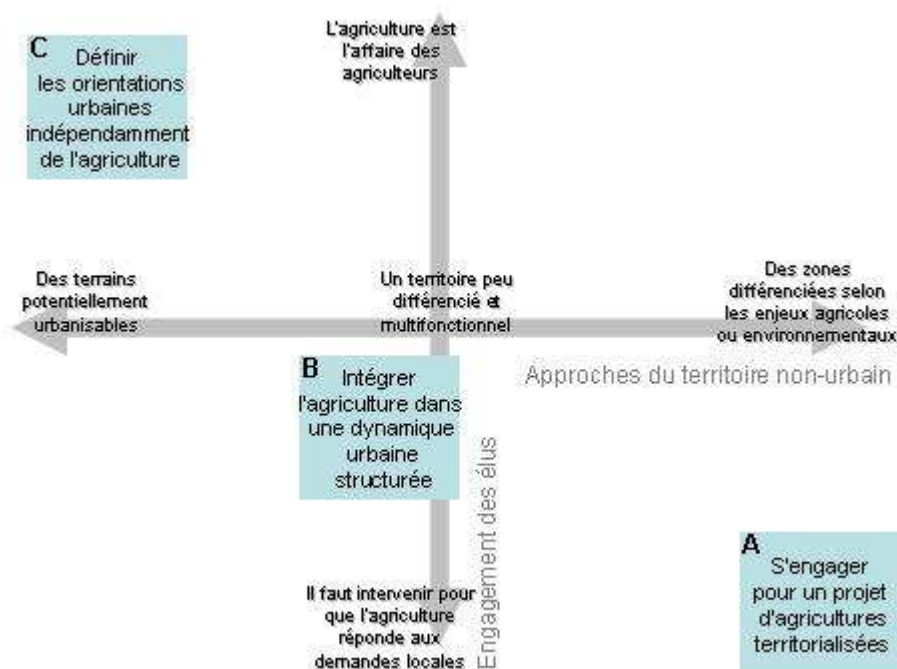 C
Définir
les orientations
urbaines
indépendamment
de l'agriculture
L'agriculture est
l'affaire des
agriculteurs
Des terrains
potentiellement
urbanisables
Un territoire peu
différencié et
multifonctionnel
Des zones
différenciées selon
les enjeux agricoles
ou environnementaux
Approches du territoire non-urbain
B
Intégrer
l'agriculture dans
une dynamique
urbaine
structurée
Engagement des élus
Il faut intervenir pour
que l'agriculture
réponde aux
demandes locales
A
S'engager
pour un projet
d'agricultures
territorialisées